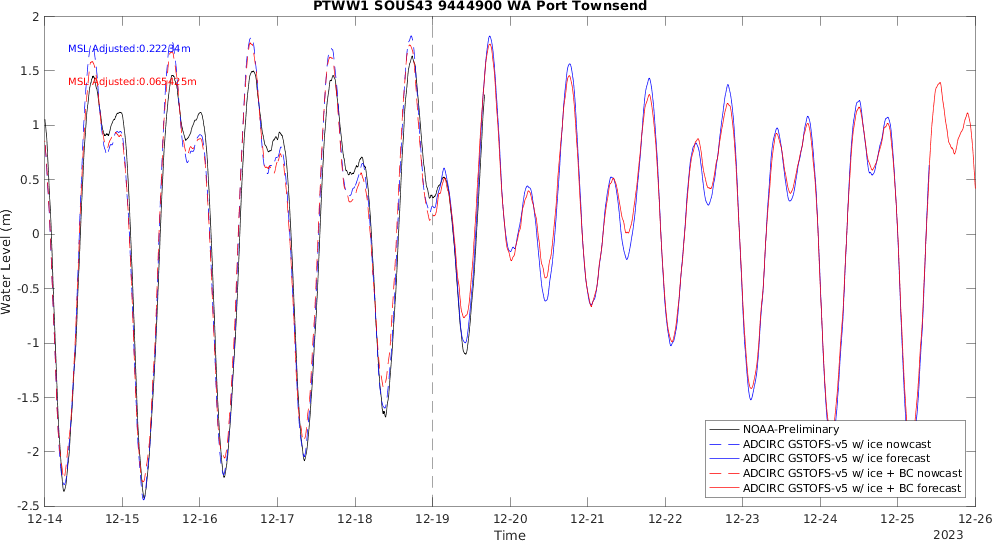 PTWW1 SOUS43 9444900 WA Port Townsend
MSL Adjusted:0.22234m
MSL Adjusted:0.065425m
Water Level (m)
2
1.5
1
0.5
0
-0.5
-1
-1.5
-2
-2.5
NOAA-Preliminary
ADCIRC GSTOFS-v5 w/ ice nowcast
ADCIRC GSTOFS-v5 w/ ice forecast
ADCIRC GSTOFS-v5 w/ ice + BC nowcast
ADCIRC GSTOFS-v5 w/ ice + BC forecast
12-14 12-15 12-16 12-17 12-18 12-19 12-20 12-21 12-22 12-23 12-24 12-25 12-26
Time
2023